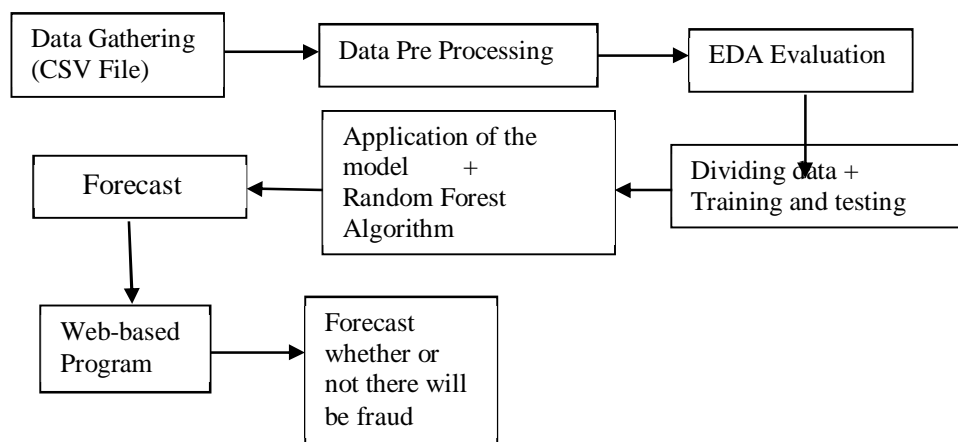 Data Gathering
(CSV File)
Data Pre Processing
EDA Evaluation
Dividing data +
Training and testing
Application of the
model +
Random Forest
Algorithm
Forecast
Web-based
Program
Forecast
whether or
not there will
be fraud